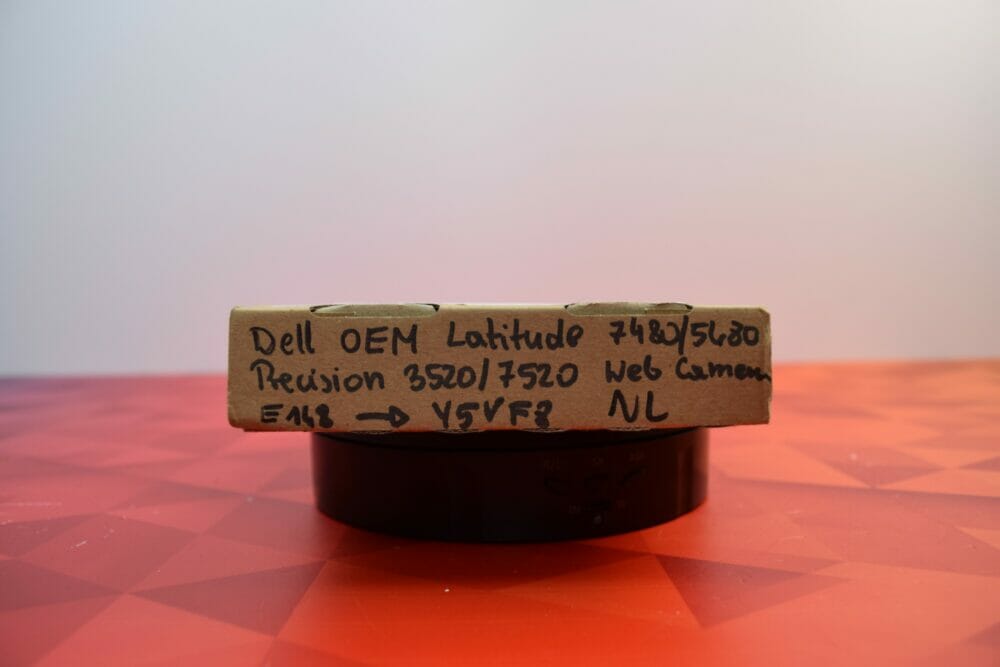 Dell OEM Latitude 7480/5480
Precision 3520/7520 Web Camera
E148 → Y5VF8 NL